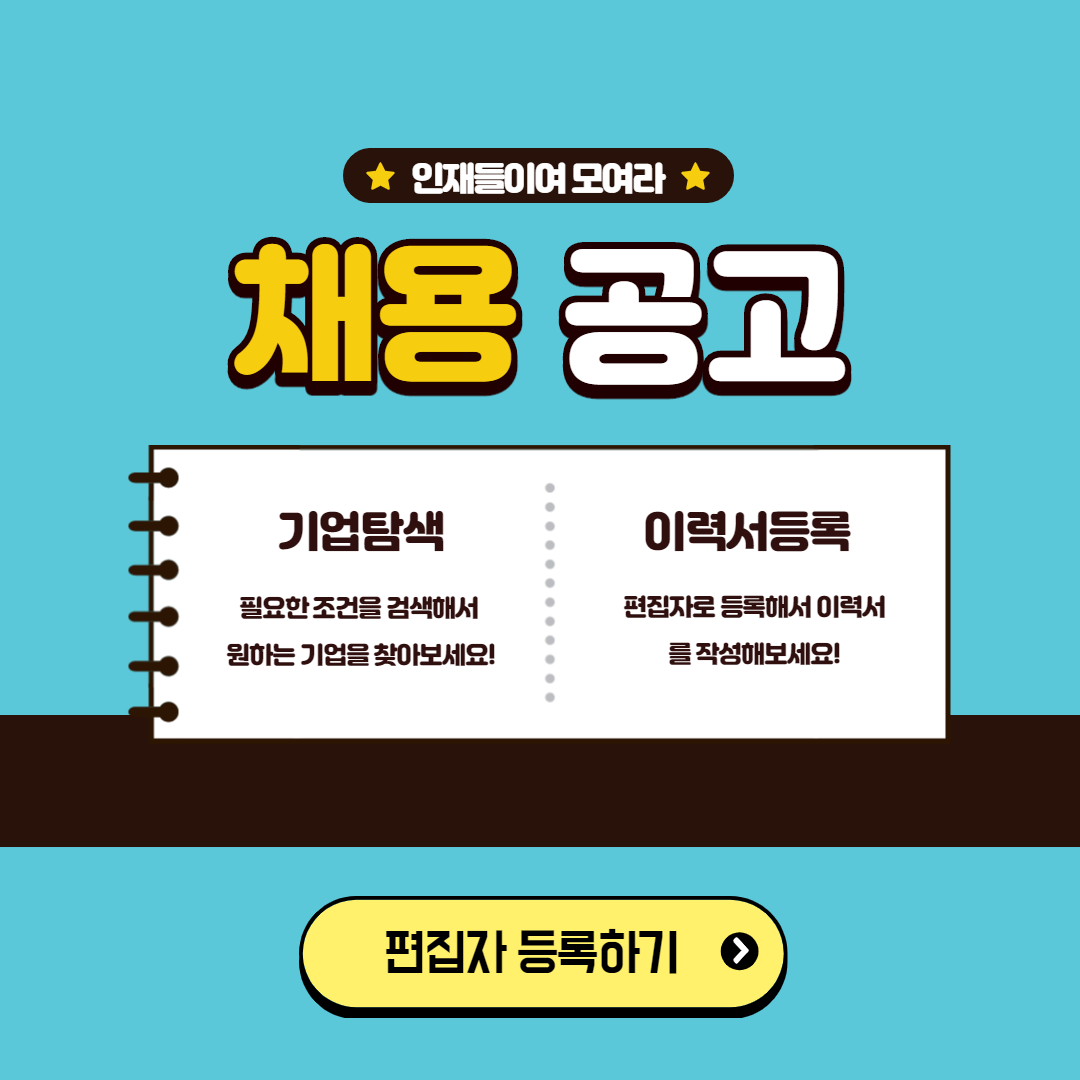 인재들이여 모여라
채용 공고
기업탐색
필요한 조건을 검색해서
원하는 기업을 찾아보세요!
이력서등록
편집자로 등록해서 이력서
를 작성해보세요!
편집자 등록하기